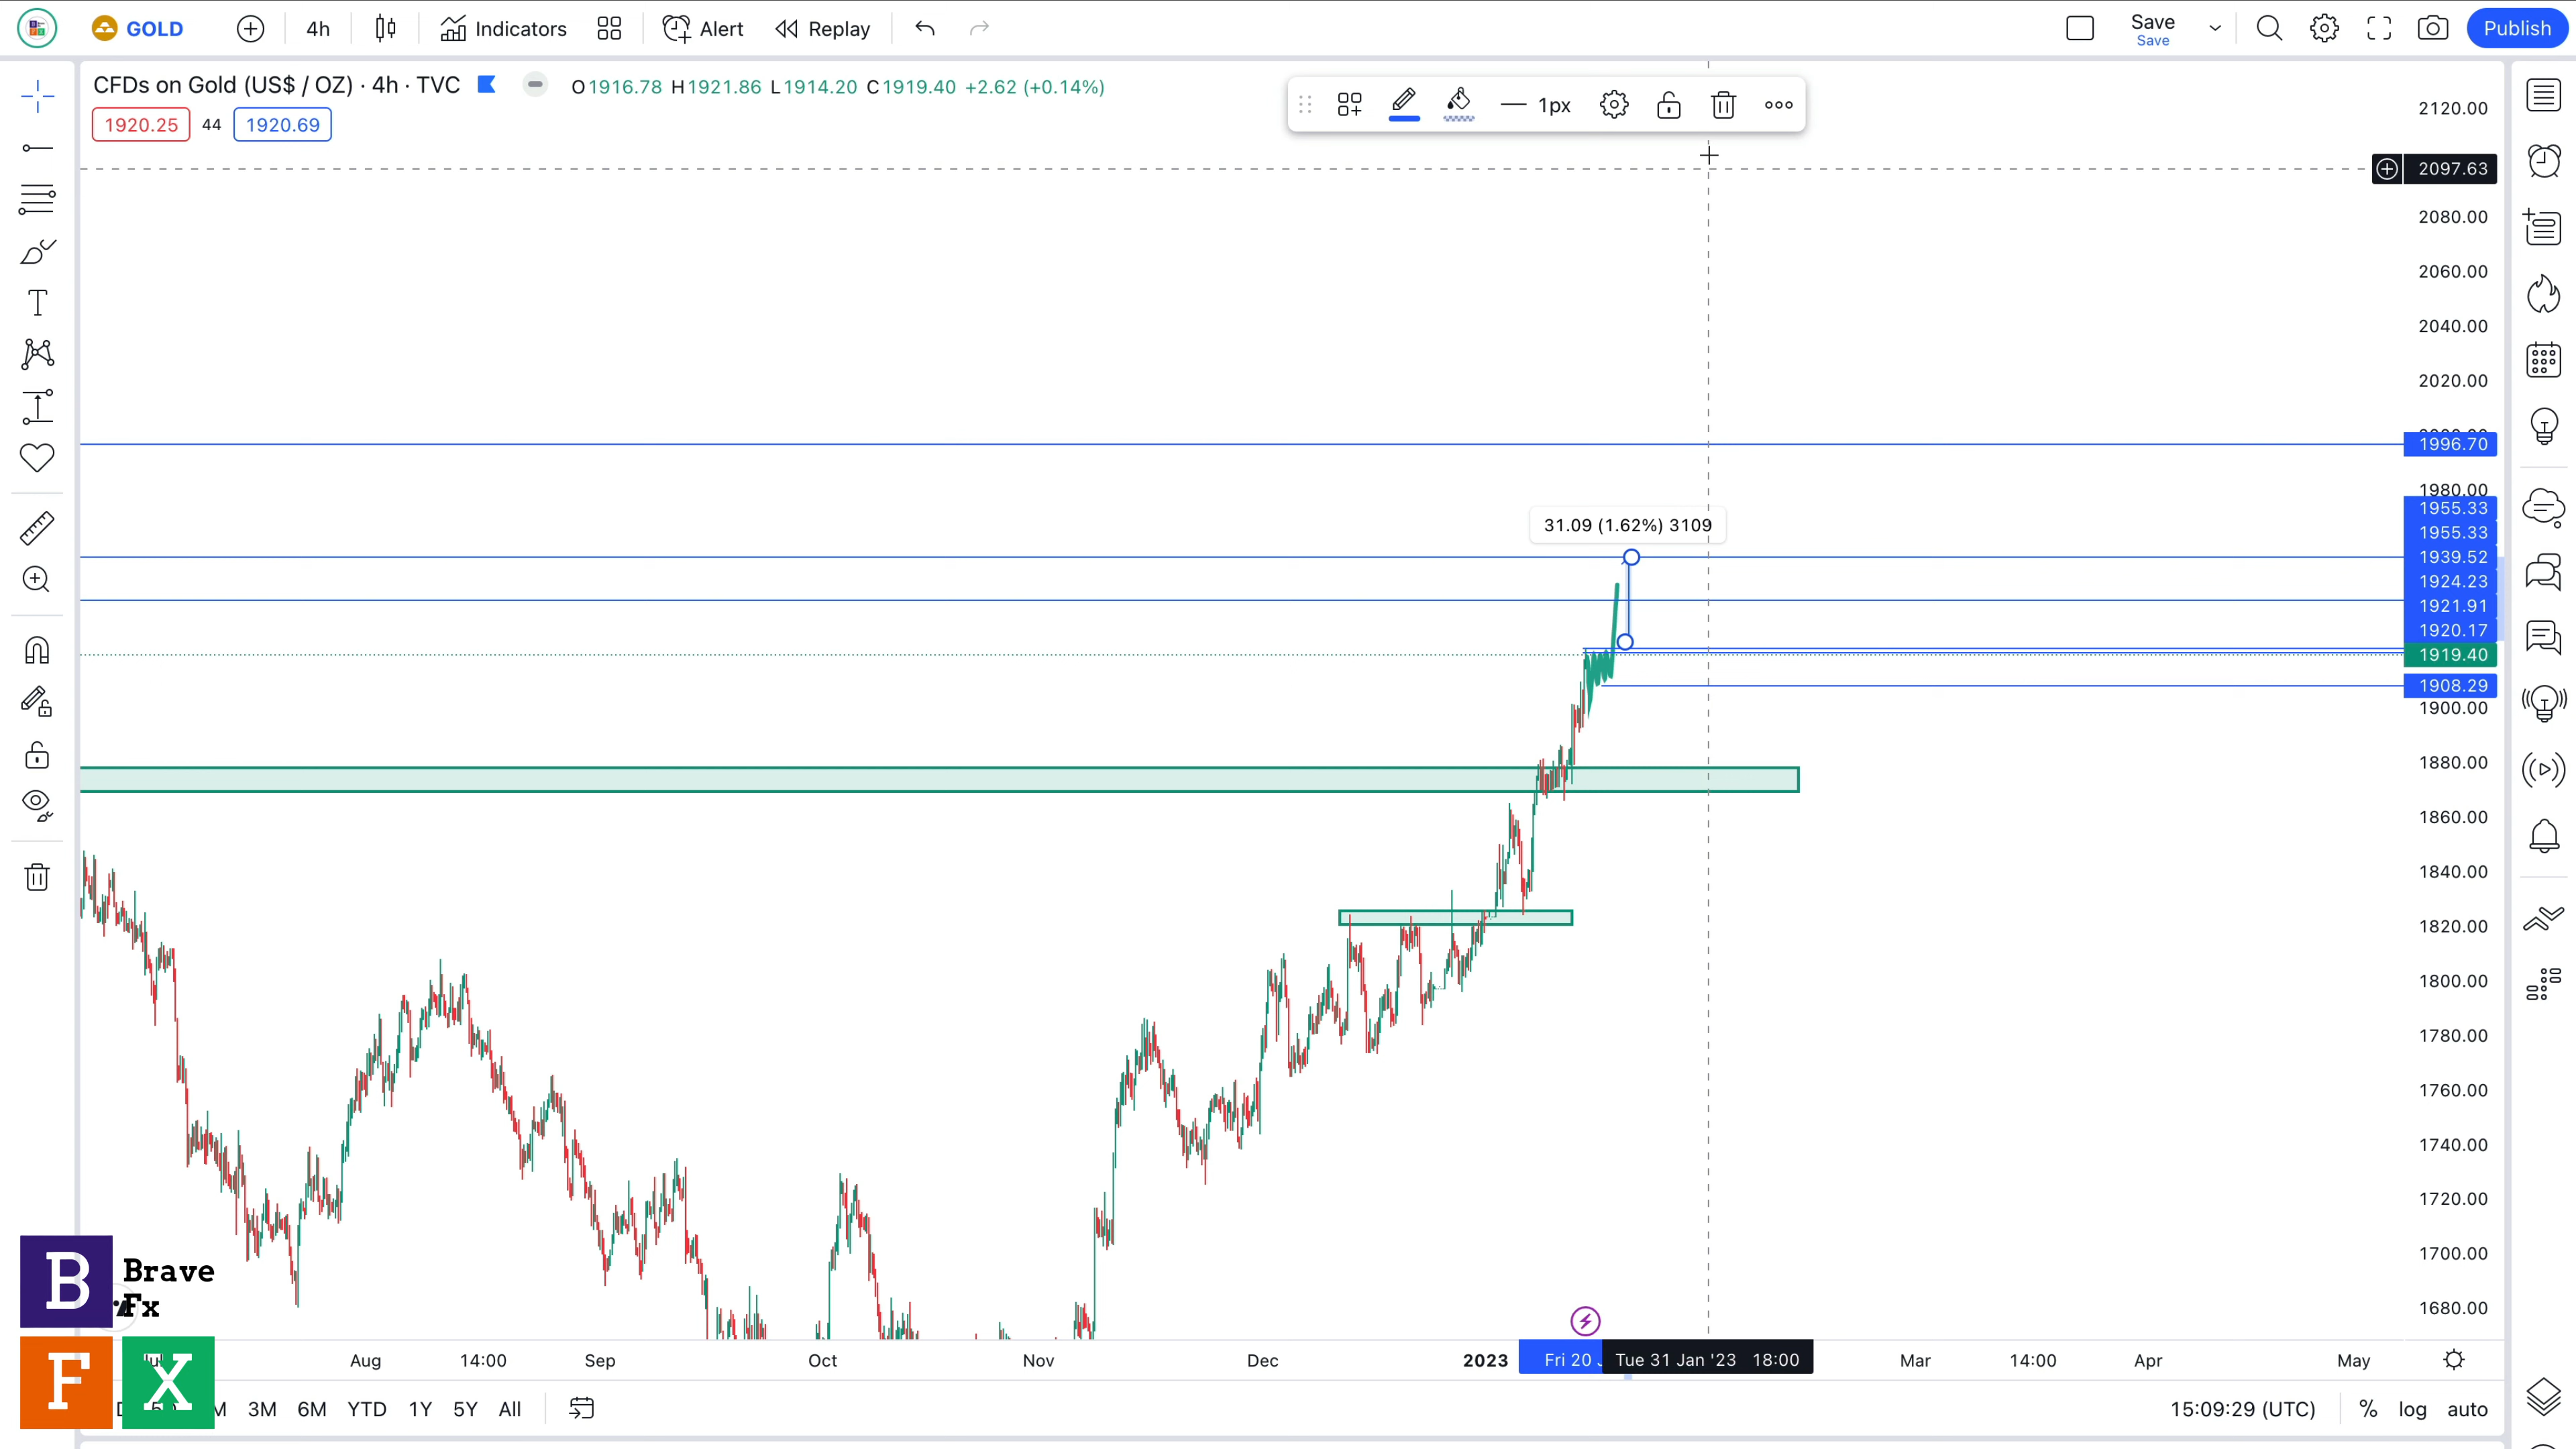 GOLD 4h Indicators Alert Replay Save Publish
Save
CFDs on Gold (US$ / OZ) · 4h · TVC O1916.78 H1921.86 L1914.20 C1919.40 +2.62 (+0.14%)
1920.25 44 1920.69
1px
2120.00
2097.63
2080.00
2060.00
2040.00
2020.00
1996.70
1980.00
1955.33
1955.33
31.09 (1.62%) 3109
1939.52
1924.23
1921.91
1920.17
1919.40
1908.29
1900.00
1880.00
1860.00
1840.00
1820.00
1800.00
1780.00
1760.00
1740.00
1720.00
1700.00
1680.00
B Brave
Fx
F X
Aug 14:00 Sep Oct Nov Dec 2023 Fri 20 Tue 31 Jan '23 18:00 Mar 14:00 Apr May
3M 6M YTD 1Y 5Y All 15:09:29 (UTC) % log auto